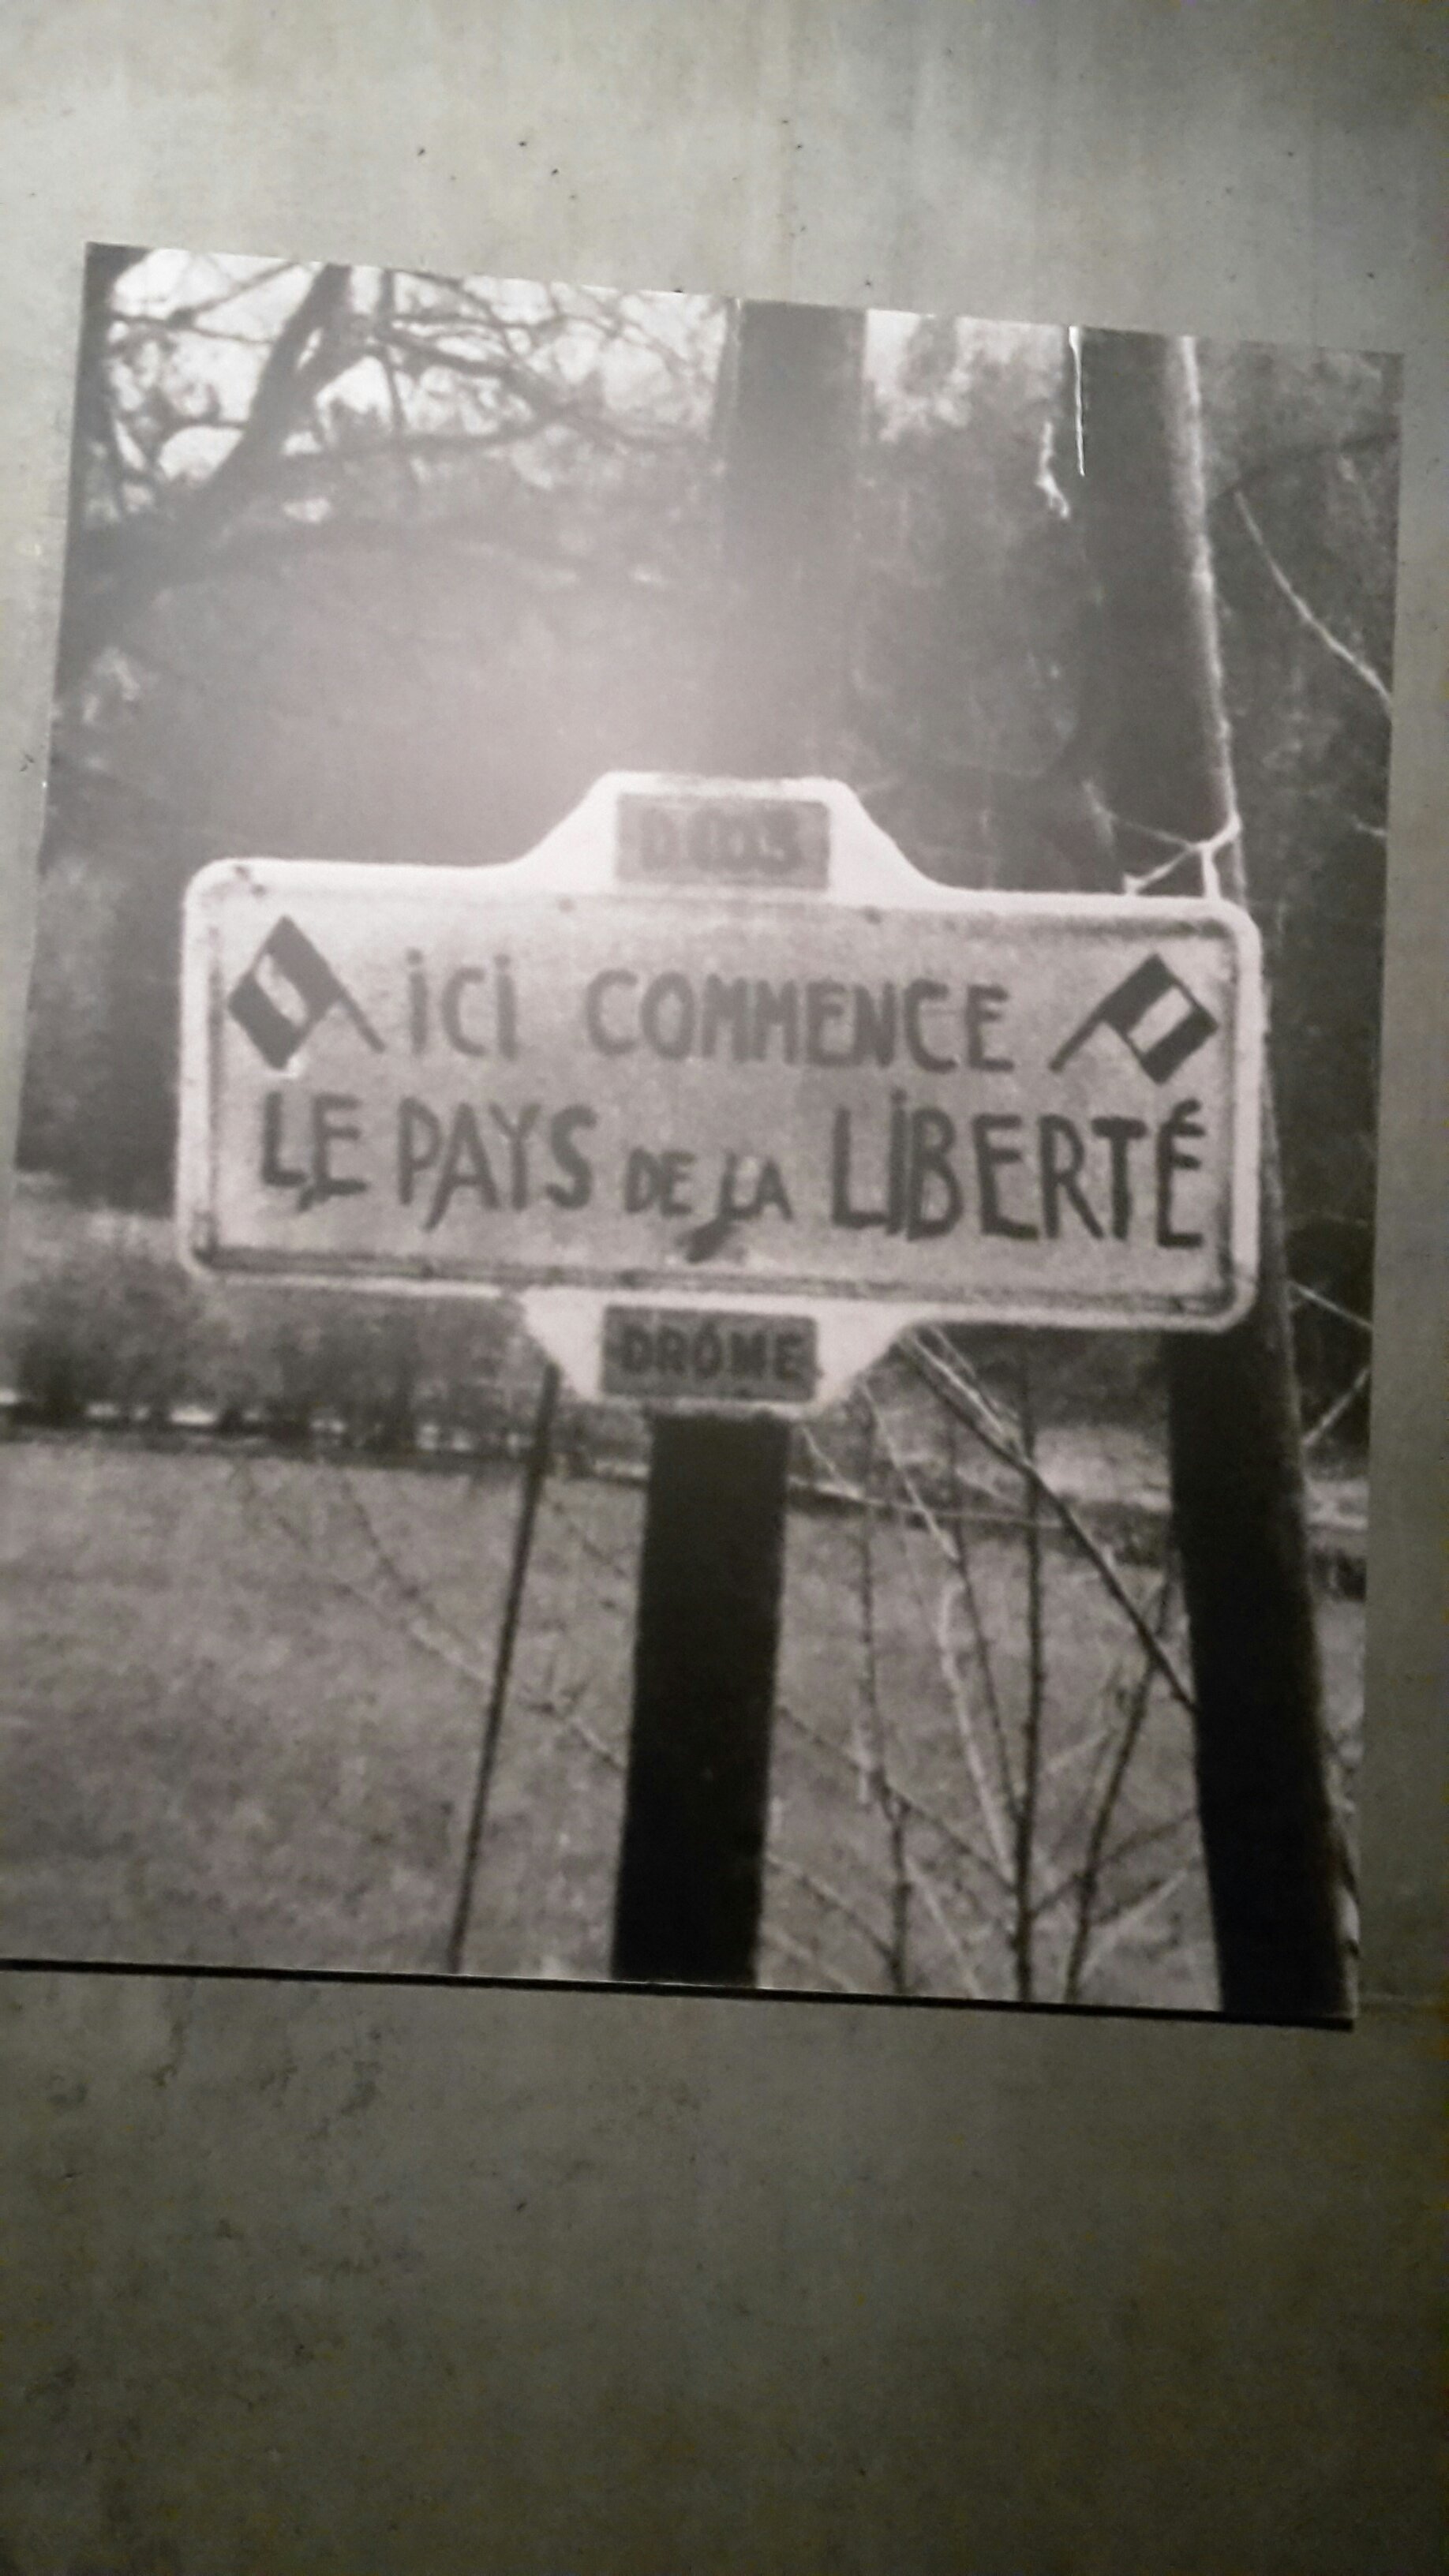 ICI COMMENCE
LE PAYS DE LA LIBERTÉ
DRÔME